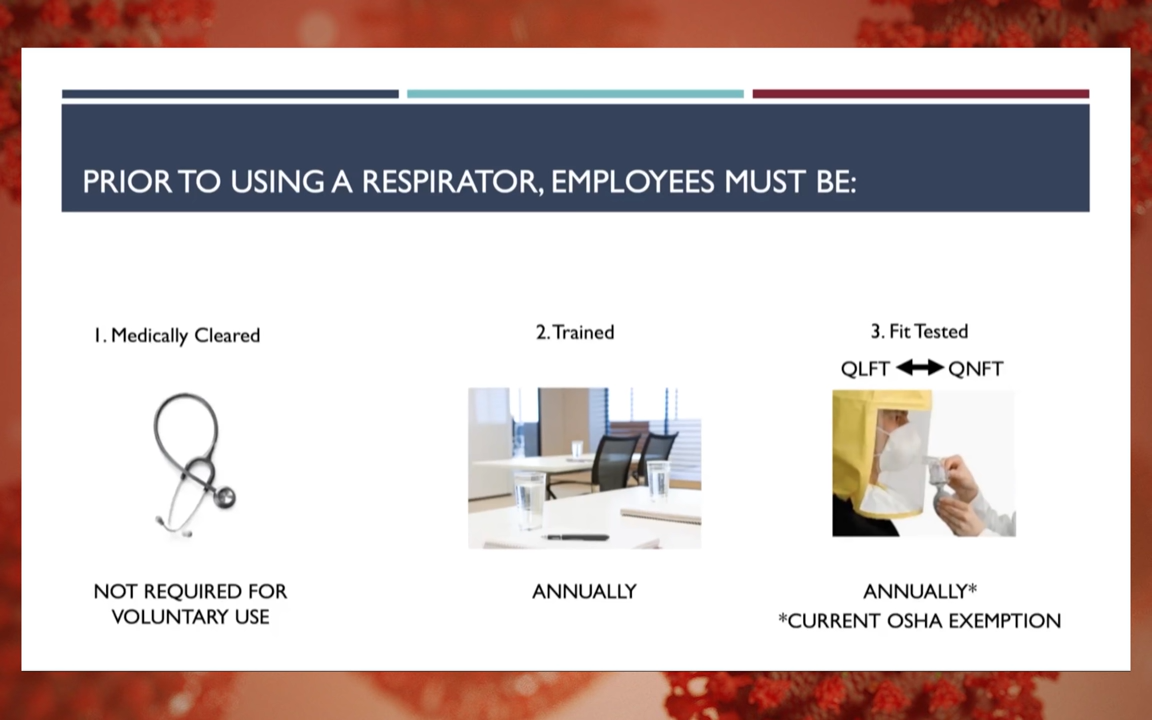 PRIOR TO USING A RESPIRATOR, EMPLOYEES MUST BE:
1. Medically Cleared
NOT REQUIRED FOR
VOLUNTARY USE
2. Trained
ANNUALLY
3. Fit Tested
QLFT QNFT
ANNUALLY*
*CURRENT OSHA EXEMPTION